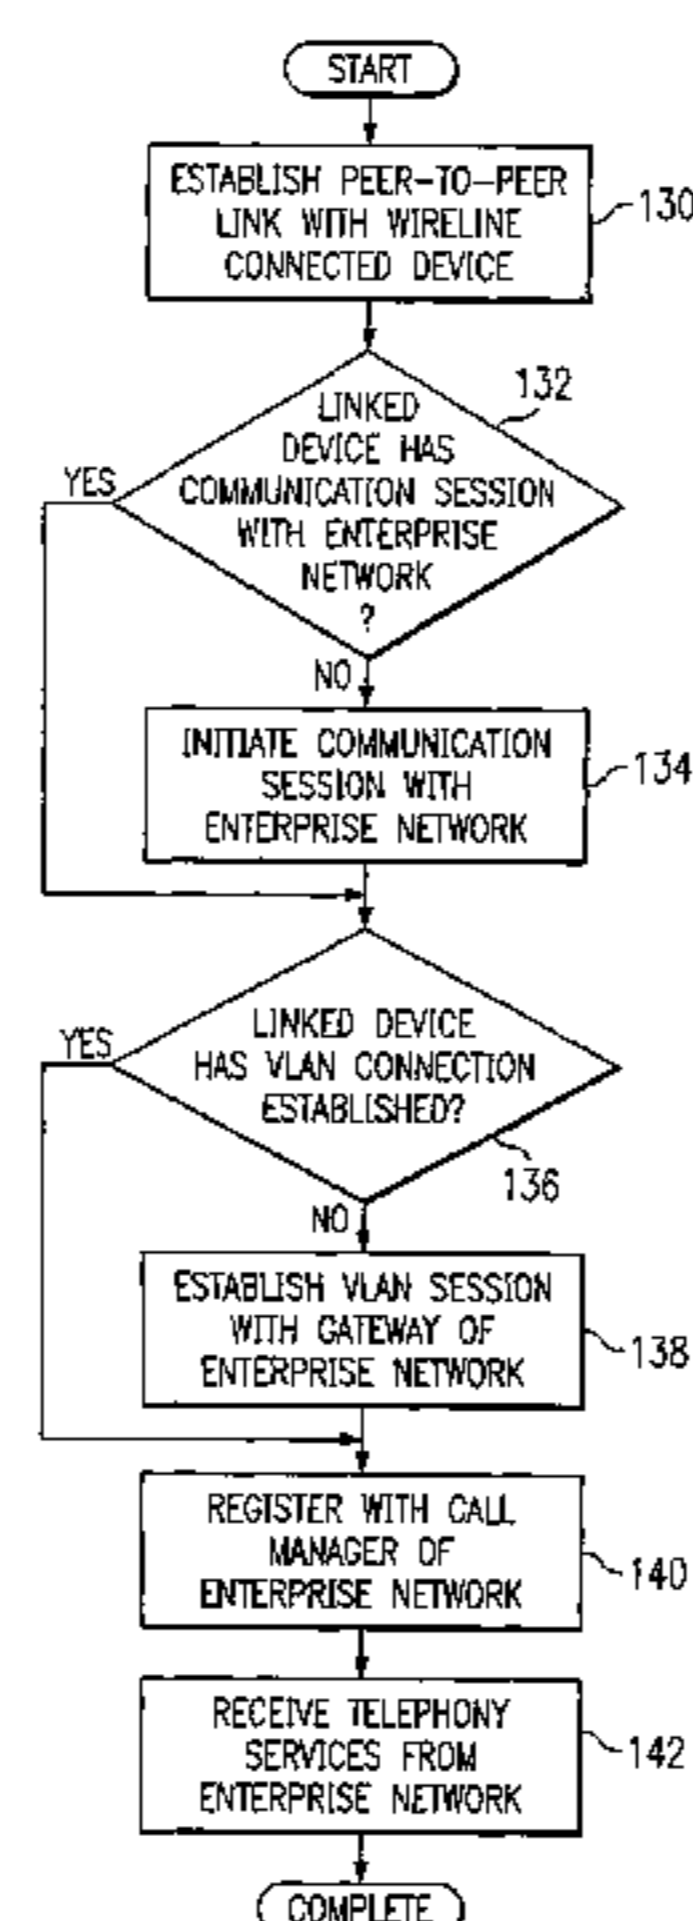 START
ESTABLISH PEER-TO-PEER
LINK WITH WIRELINE
CONNECTED DEVICE
130
132
LINKED
DEVICE HAS
COMMUNICATION SESSION
WITH ENTERPRISE
NETWORK
?
YES
NO
INITIATE COMMUNICATION
SESSION WITH
ENTERPRISE NETWORK
134
LINKED DEVICE
HAS VLAN CONNECTION
ESTABLISHED?
YES
136
NO
ESTABLISH VLAN SESSION
WITH GATEWAY OF
ENTERPRISE NETWORK
138
REGISTER WITH CALL
MANAGER OF
ENTERPRISE NETWORK
140
RECEIVE TELEPHONY
SERVICES FROM
ENTERPRISE NETWORK
142
COMPLETE